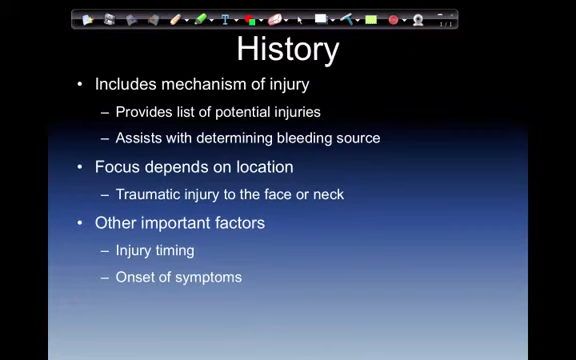 History
• Includes mechanism of injury
– Provides list of potential injuries
– Assists with determining bleeding source
• Focus depends on location
– Traumatic injury to the face or neck
• Other important factors
– Injury timing
– Onset of symptoms